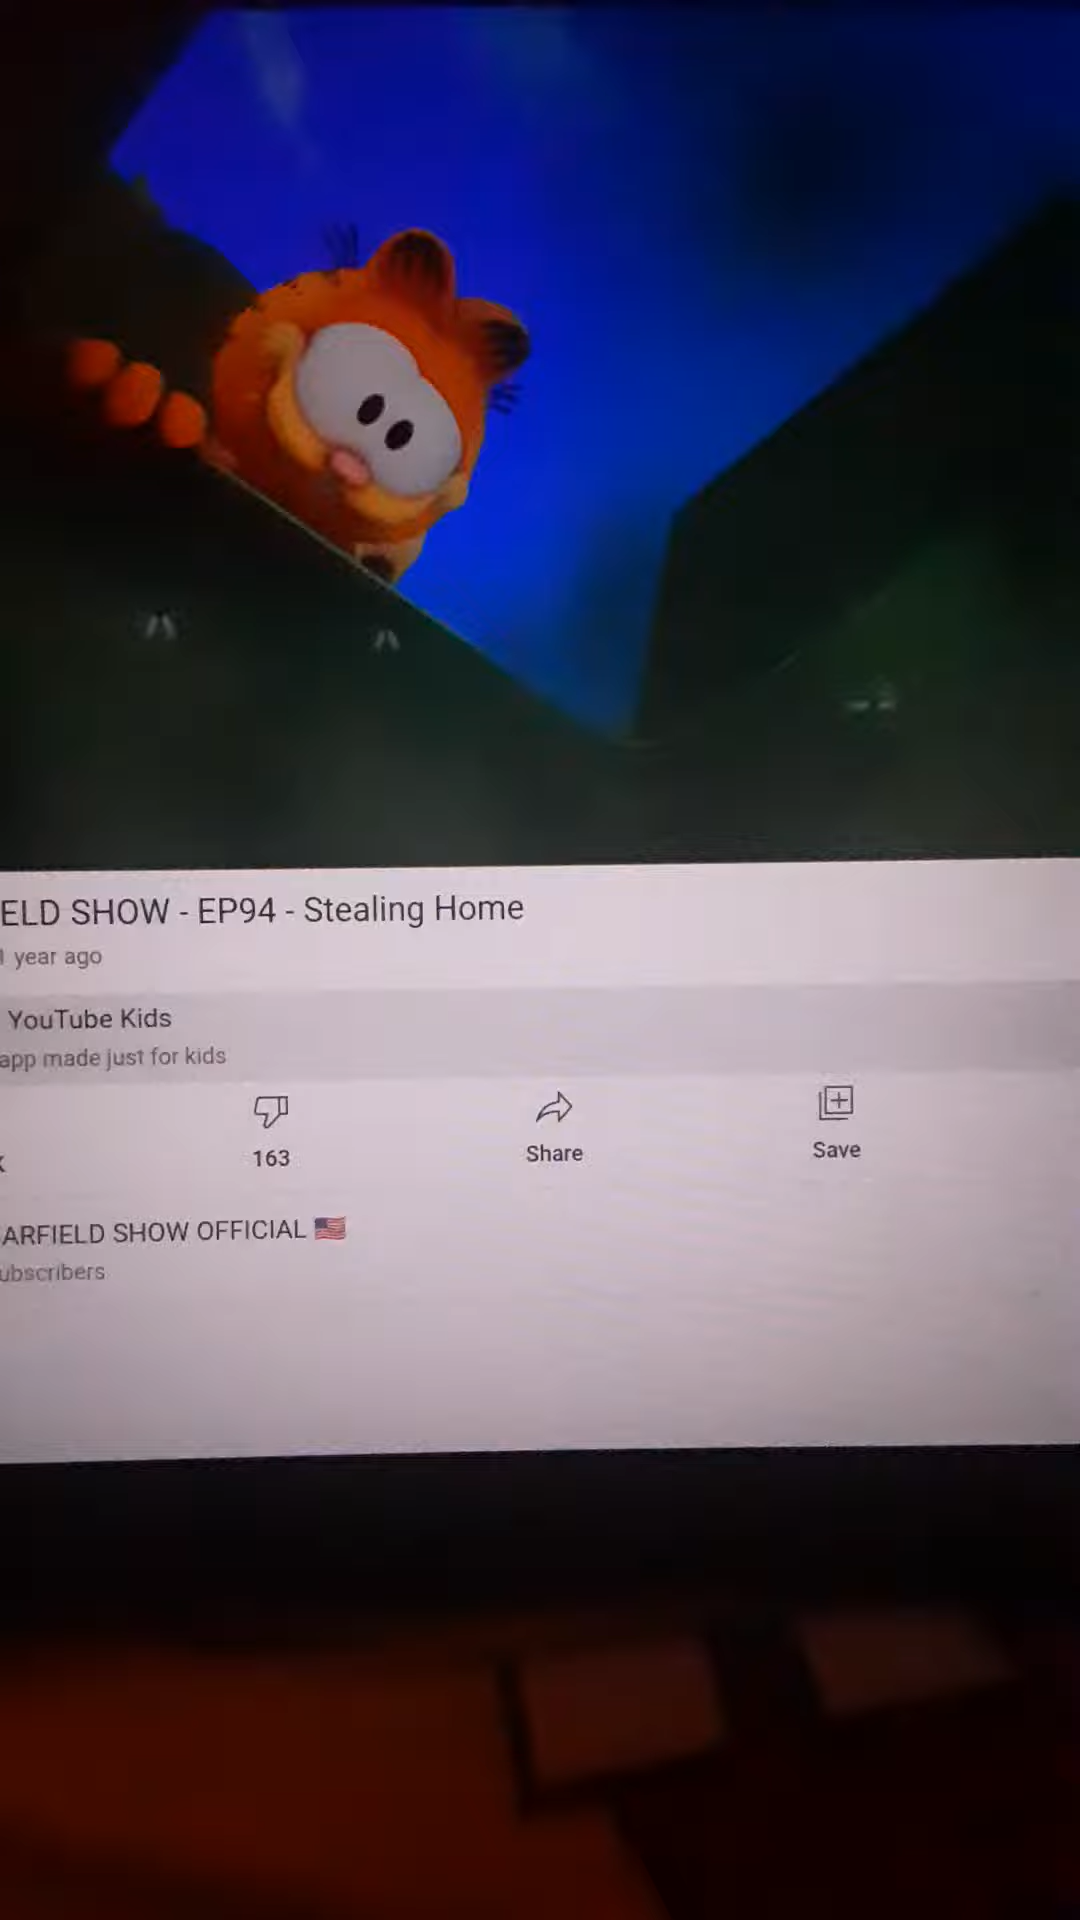 ELD SHOW - EP94 - Stealing Home
1 year ago
YouTube Kids
app made just for kids
163
Share
Save
K
ARFIELD SHOW OFFICIAL 🇺🇸
ubscribers